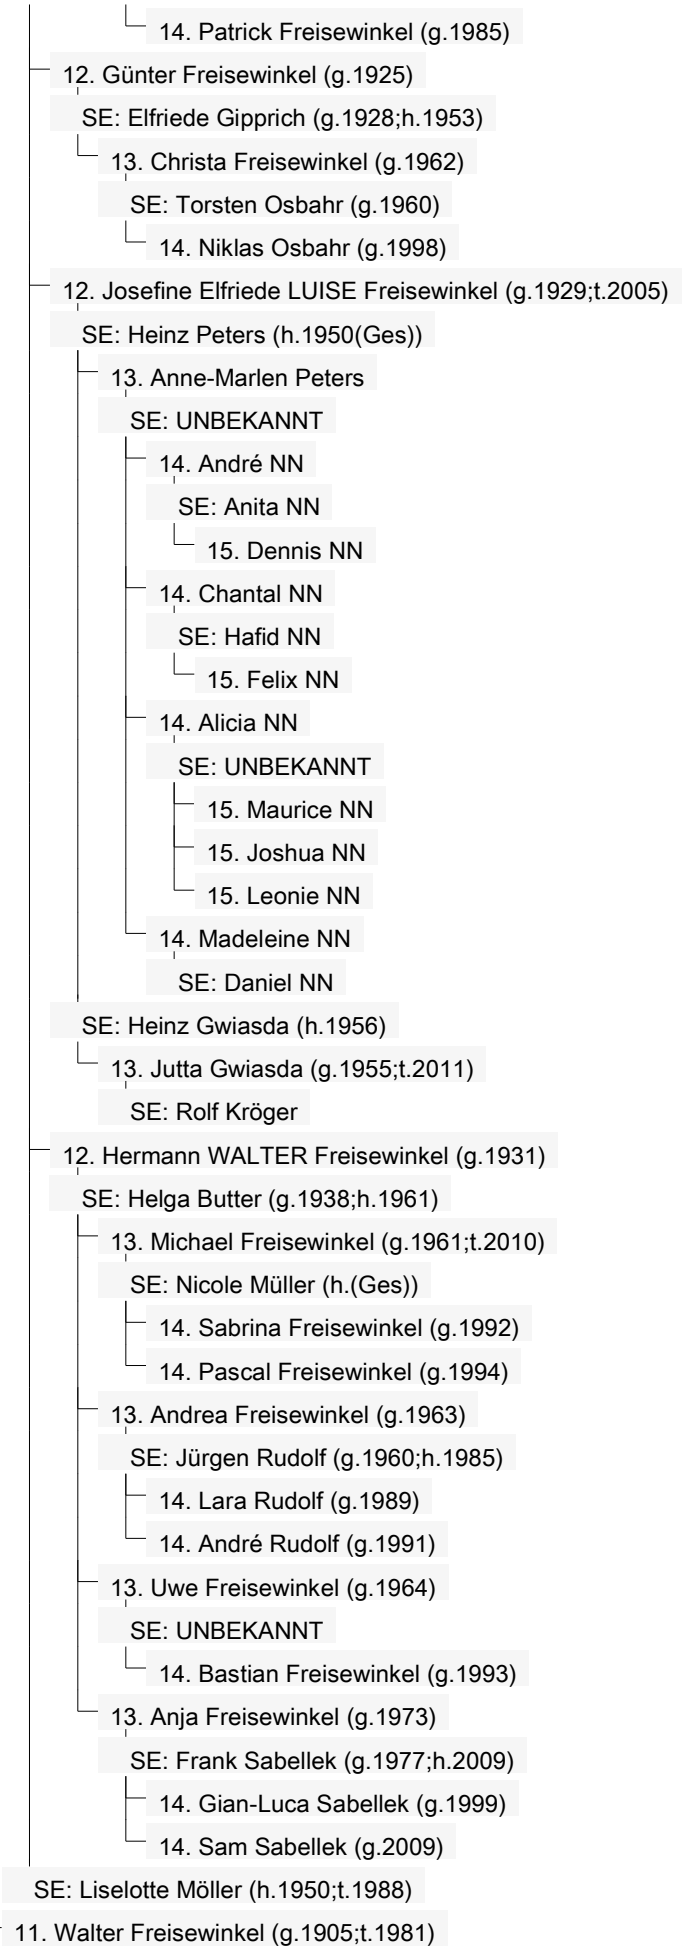 14. Patrick Freisewinkel (g.1985)
12. Günter Freisewinkel (g.1925)
SE: Elfriede Gipprich (g.1928;h.1953)
13. Christa Freisewinkel (g.1962)
SE: Torsten Osbahr (g.1960)
14. Niklas Osbahr (g.1998)
12. Josefine Elfriede LUISE Freisewinkel (g.1929;t.2005)
SE: Heinz Peters (h.1950(Ges))
13. Anne-Marlen Peters
SE: UNBEKANNT
14. André NN
SE: Anita NN
15. Dennis NN
14. Chantal NN
SE: Hafid NN
15. Felix NN
14. Alicia NN
SE: UNBEKANNT
15. Maurice NN
15. Joshua NN
15. Leonie NN
14. Madeleine NN
SE: Daniel NN
SE: Heinz Gwiasda (h.1956)
13. Jutta Gwiasda (g.1955;t.2011)
SE: Rolf Kröger
12. Hermann WALTER Freisewinkel (g.1931)
SE: Helga Butter (g.1938;h.1961)
13. Michael Freisewinkel (g.1961;t.2010)
SE: Nicole Müller (h.(Ges))
14. Sabrina Freisewinkel (g.1992)
14. Pascal Freisewinkel (g.1994)
13. Andrea Freisewinkel (g.1963)
SE: Jürgen Rudolf (g.1960;h.1985)
14. Lara Rudolf (g.1989)
14. André Rudolf (g.1991)
13. Uwe Freisewinkel (g.1964)
SE: UNBEKANNT
14. Bastian Freisewinkel (g.1993)
13. Anja Freisewinkel (g.1973)
SE: Frank Sabellek (g.1977;h.2009)
14. Gian-Luca Sabellek (g.1999)
14. Sam Sabellek (g.2009)
SE: Liselotte Möller (h.1950;t.1988)
11. Walter Freisewinkel (g.1905;t.1981)